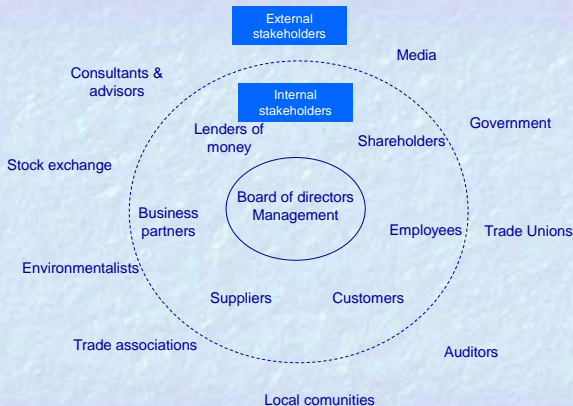 External
stakeholders
Media
Consultants &
advisors
Internal
stakeholders
Government
Lenders of
money
Shareholders
Stock exchange
Board of directors
Management
Business
partners
Employees
Trade Unions
Environmentalists
Suppliers
Customers
Trade associations
Auditors
Local comunities